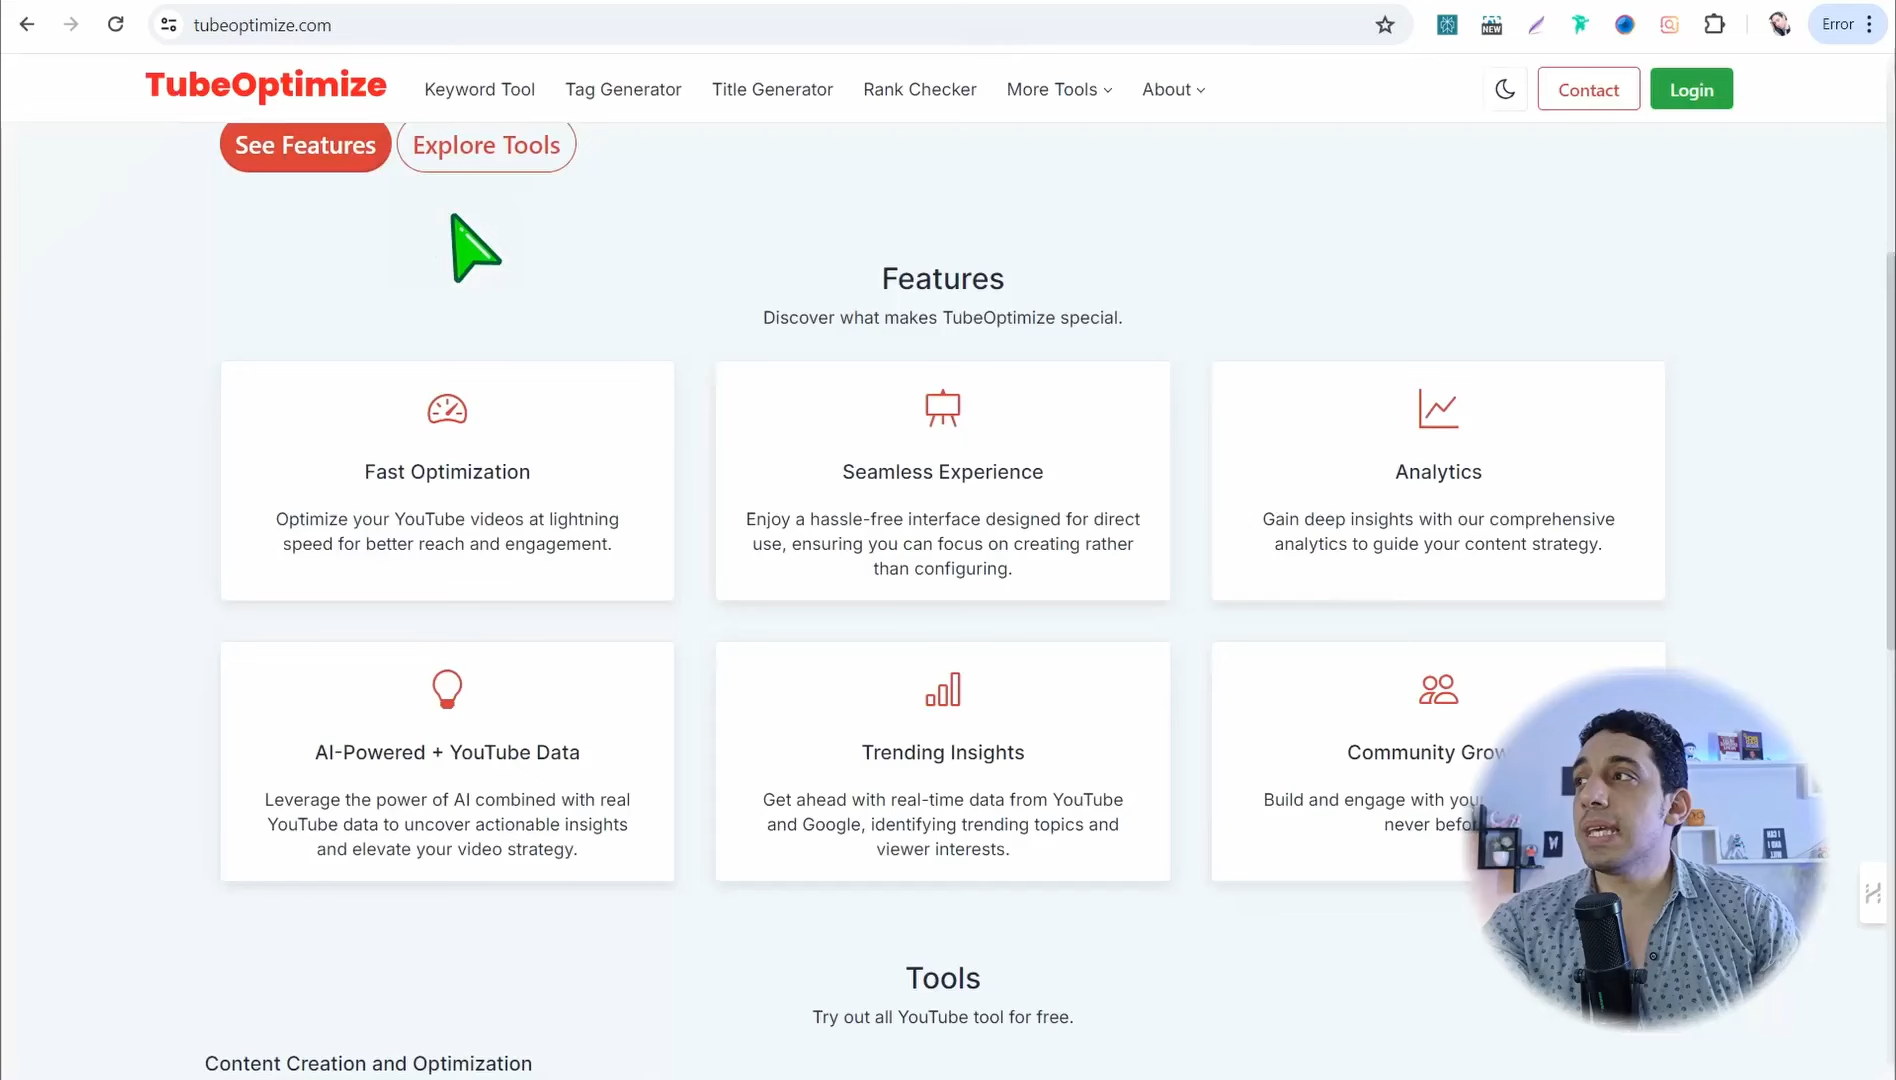 tubeoptimize.com
NEW
Error
TubeOptimize
Keyword Tool
Tag Generator
Title Generator
Rank Checker
More Tools
About
Contact
Login
See Features
Explore Tools
Features
Discover what makes TubeOptimize special.
Fast Optimization
Optimize your YouTube videos at lightning
speed for better reach and engagement.
Seamless Experience
Enjoy a hassle-free interface designed for direct
use, ensuring you can focus on creating rather
than configuring.
Analytics
Gain deep insights with our comprehensive
analytics to guide your content strategy.
AI-Powered + YouTube Data
Leverage the power of AI combined with real
YouTube data to uncover actionable insights
and elevate your video strategy.
Trending Insights
Get ahead with real-time data from YouTube
and Google, identifying trending topics and
viewer interests.
Community Grow
Build and engage with you
never befor
Tools
Try out all YouTube tool for free.
Content Creation and Optimization